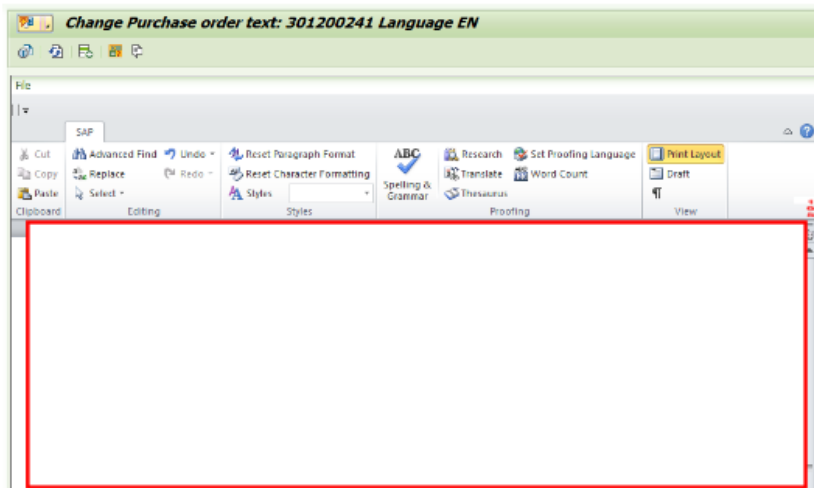 Change Purchase order text: 301200241 Language EN
File
SAP
Cut
Advanced Find
Undo
Reset Paragraph Format
ABC
Research
Set Proofing Language
Print Layout
Copy
Replace
Redo
Reset Character Formatting
Translate
Word Count
Draft
Paste
Select
Styles
Spelling & Grammar
Thesaurus
¶
Clipboard
Editing
Styles
Proofing
View